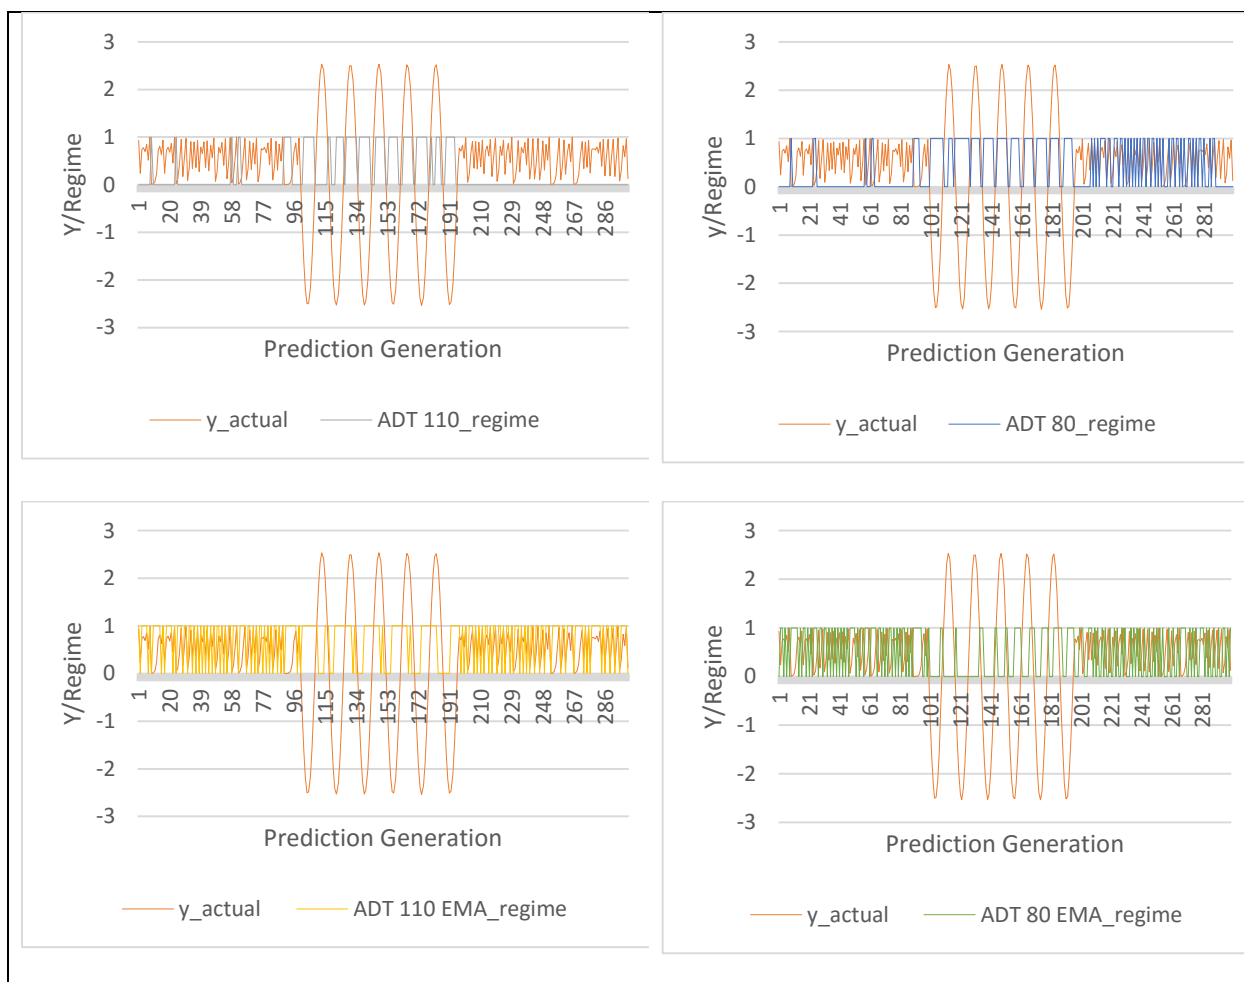 3
2
1
0
-1
-2
-3
Y/Regime
1 20 39 58 77 96 115 134 153 172 191 210 229 248 267 286
Prediction Generation
y_actual ADT 110_regime
3
2
1
0
-1
-2
-3
y/Regime
1 21 41 61 81 101 121 141 161 181 201 221 241 261 281
Prediction Generation
y_actual ADT 80_regime
3
2
1
0
-1
-2
-3
Y/Regime
1 20 39 58 77 96 115 134 153 172 191 210 229 248 267 286
Prediction Generation
y_actual ADT 110 EMA_regime
3
2
1
0
-1
-2
-3
Y/Regime
1 21 41 61 81 101 121 141 161 181 201 221 241 261 281
Prediction Generation
y_actual ADT 80 EMA_regime